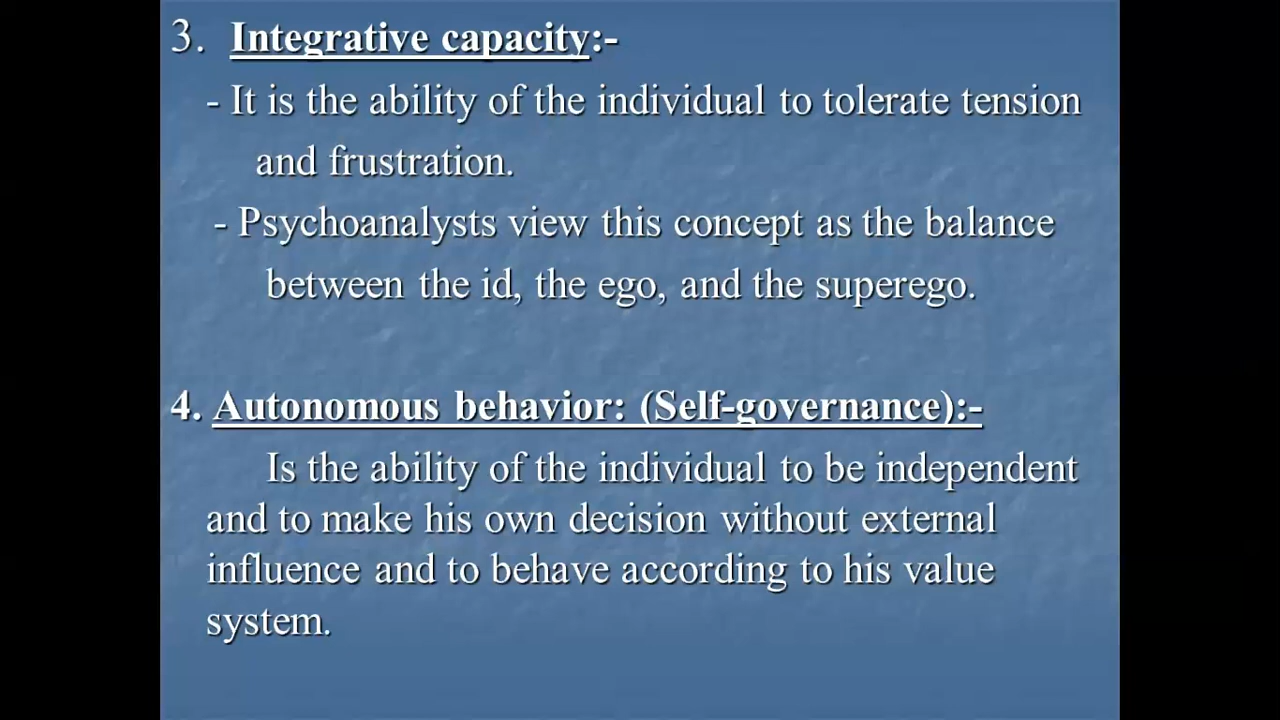 3. Integrative capacity:-
- It is the ability of the individual to tolerate tension
and frustration.
- Psychoanalysts view this concept as the balance
between the id, the ego, and the superego.
4. Autonomous behavior: (Self-governance):-
Is the ability of the individual to be independent
and to make his own decision without external
influence and to behave according to his value
system.